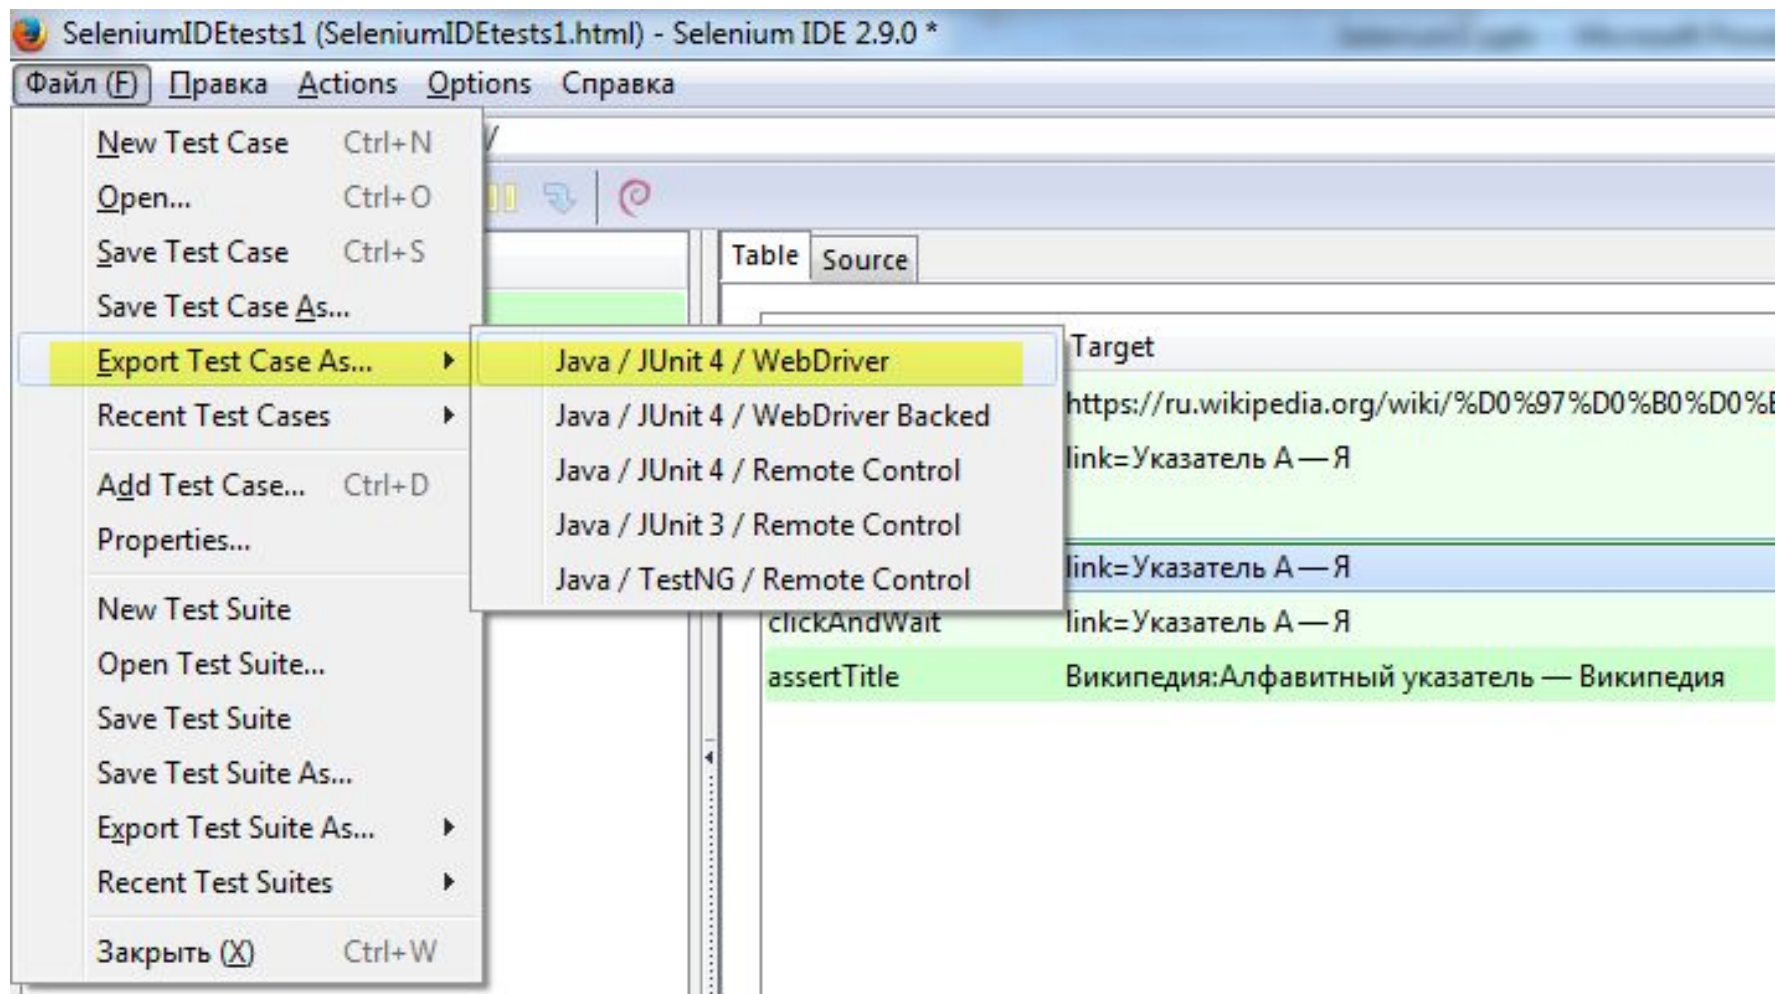 SeleniumIDEtests1 (SeleniumIDEtests1.html) - Selenium IDE 2.9.0 *
Файл (F) Правка Actions Options Справка
New Test Case Ctrl+N
/
Open... Ctrl+O
Save Test Case Ctrl+S
Save Test Case As...
Export Test Case As...
Recent Test Cases
Add Test Case... Ctrl+D
Properties...
New Test Suite
Open Test Suite...
Save Test Suite
Save Test Suite As...
Export Test Suite As...
Recent Test Suites
Закрыть (X) Ctrl+W
Java / JUnit 4 / WebDriver
Java / JUnit 4 / WebDriver Backed
Java / JUnit 4 / Remote Control
Java / JUnit 3 / Remote Control
Java / TestNG / Remote Control
Table Source
Target
https://ru.wikipedia.org/wiki/%D0%97%D0%B0%D0%
link=Указатель А — Я
link=Указатель А — Я
clickAndWait link=Указатель А — Я
assertTitle Википедия:Алфавитный указатель — Википедия